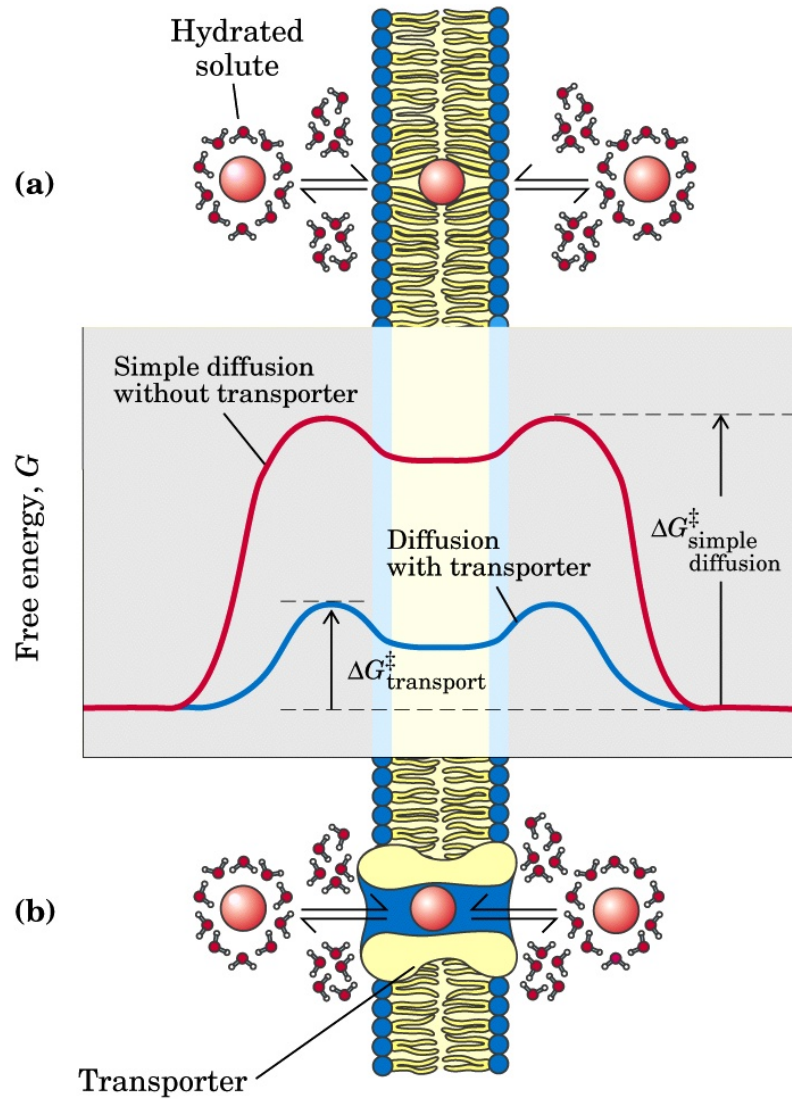 Hydrated
solute
(a)
Simple diffusion
without transporter
Free energy, G
Diffusion
with transporter
ΔG‡simple
diffusion
ΔG‡transport
(b)
Transporter